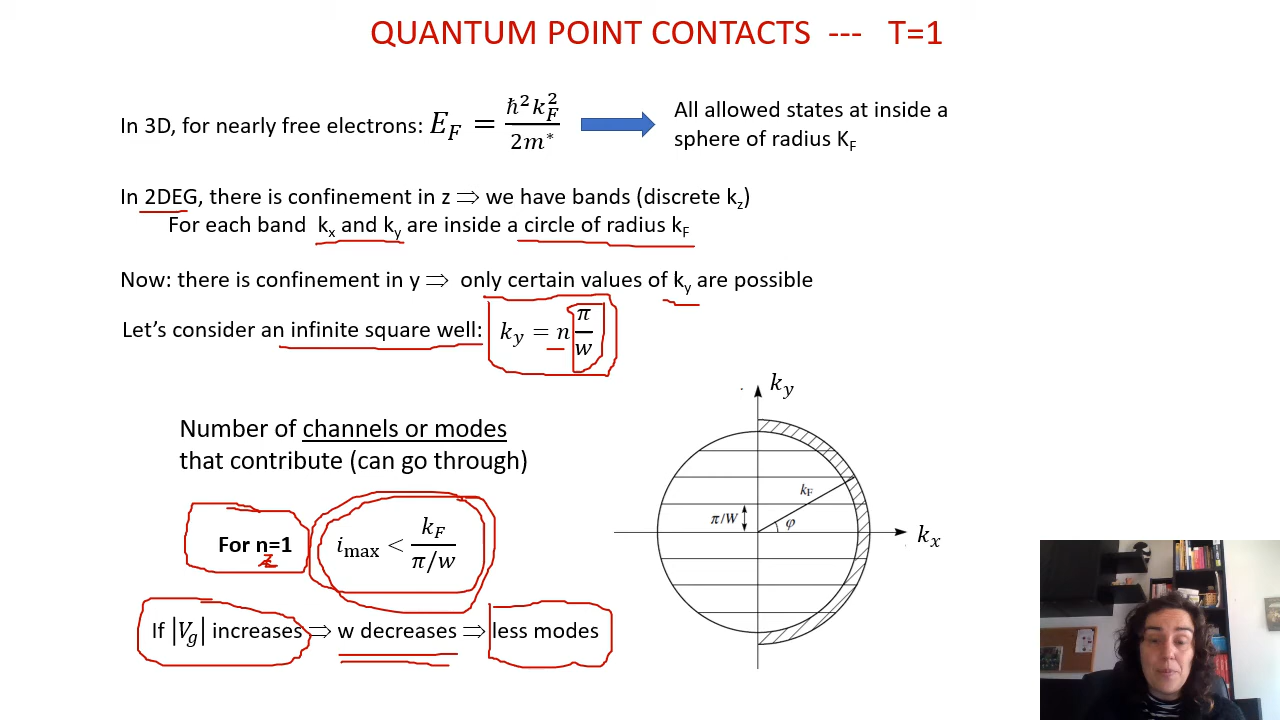 QUANTUM POINT CONTACTS --- T=1
In 3D, for nearly free electrons: E_F = ħ²k_F²/2m*
All allowed states at inside a
sphere of radius K_F
In 2DEG, there is confinement in z ⟹ we have bands (discrete k_z)
For each band k_x and k_y are inside a circle of radius k_F
Now: there is confinement in y ⟹ only certain values of k_y are possible
Let's consider an infinite square well: k_y = n π/w
k_y
Number of channels or modes
that contribute (can go through)
k_F
π/W
φ
k_x
For n=1 i_max < k_F/(π/w)
z
If |V_g| increases ⟹ w decreases ⟹ less modes